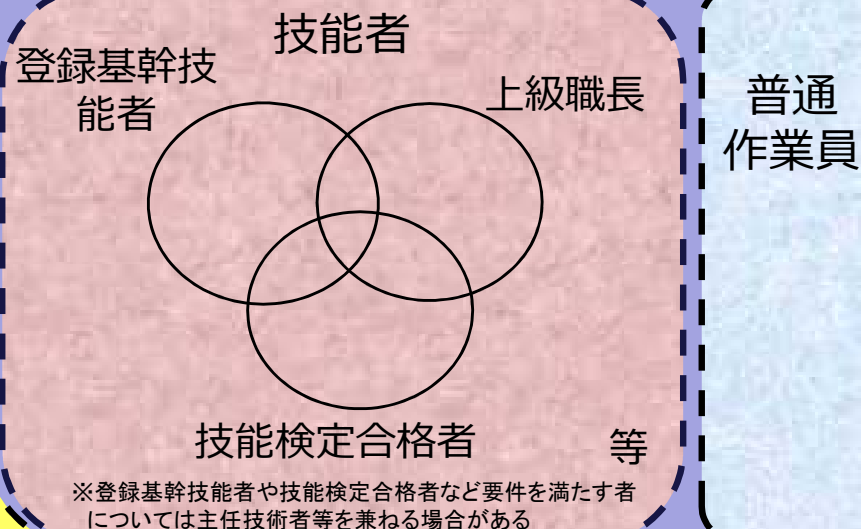 技能者
登録基幹技
能者
上級職長
普通
作業員
技能検定合格者
等
※登録基幹技能者や技能検定合格者など要件を満たす者
については主任技術者等を兼ねる場合がある